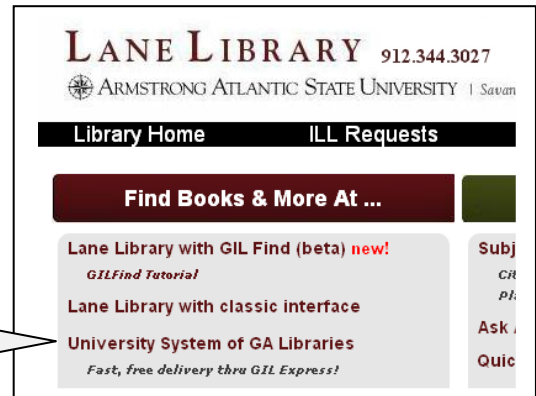 LANE LIBRARY 912.344.3027
ARMSTRONG ATLANTIC STATE UNIVERSITY |
Library Home ILL Requests
Find Books & More At ...
Lane Library with GIL Find (beta) new!
GILFind Tutorial
Lane Library with classic interface
University System of GA Libraries
Fast, free delivery thru GIL Express!
Ask